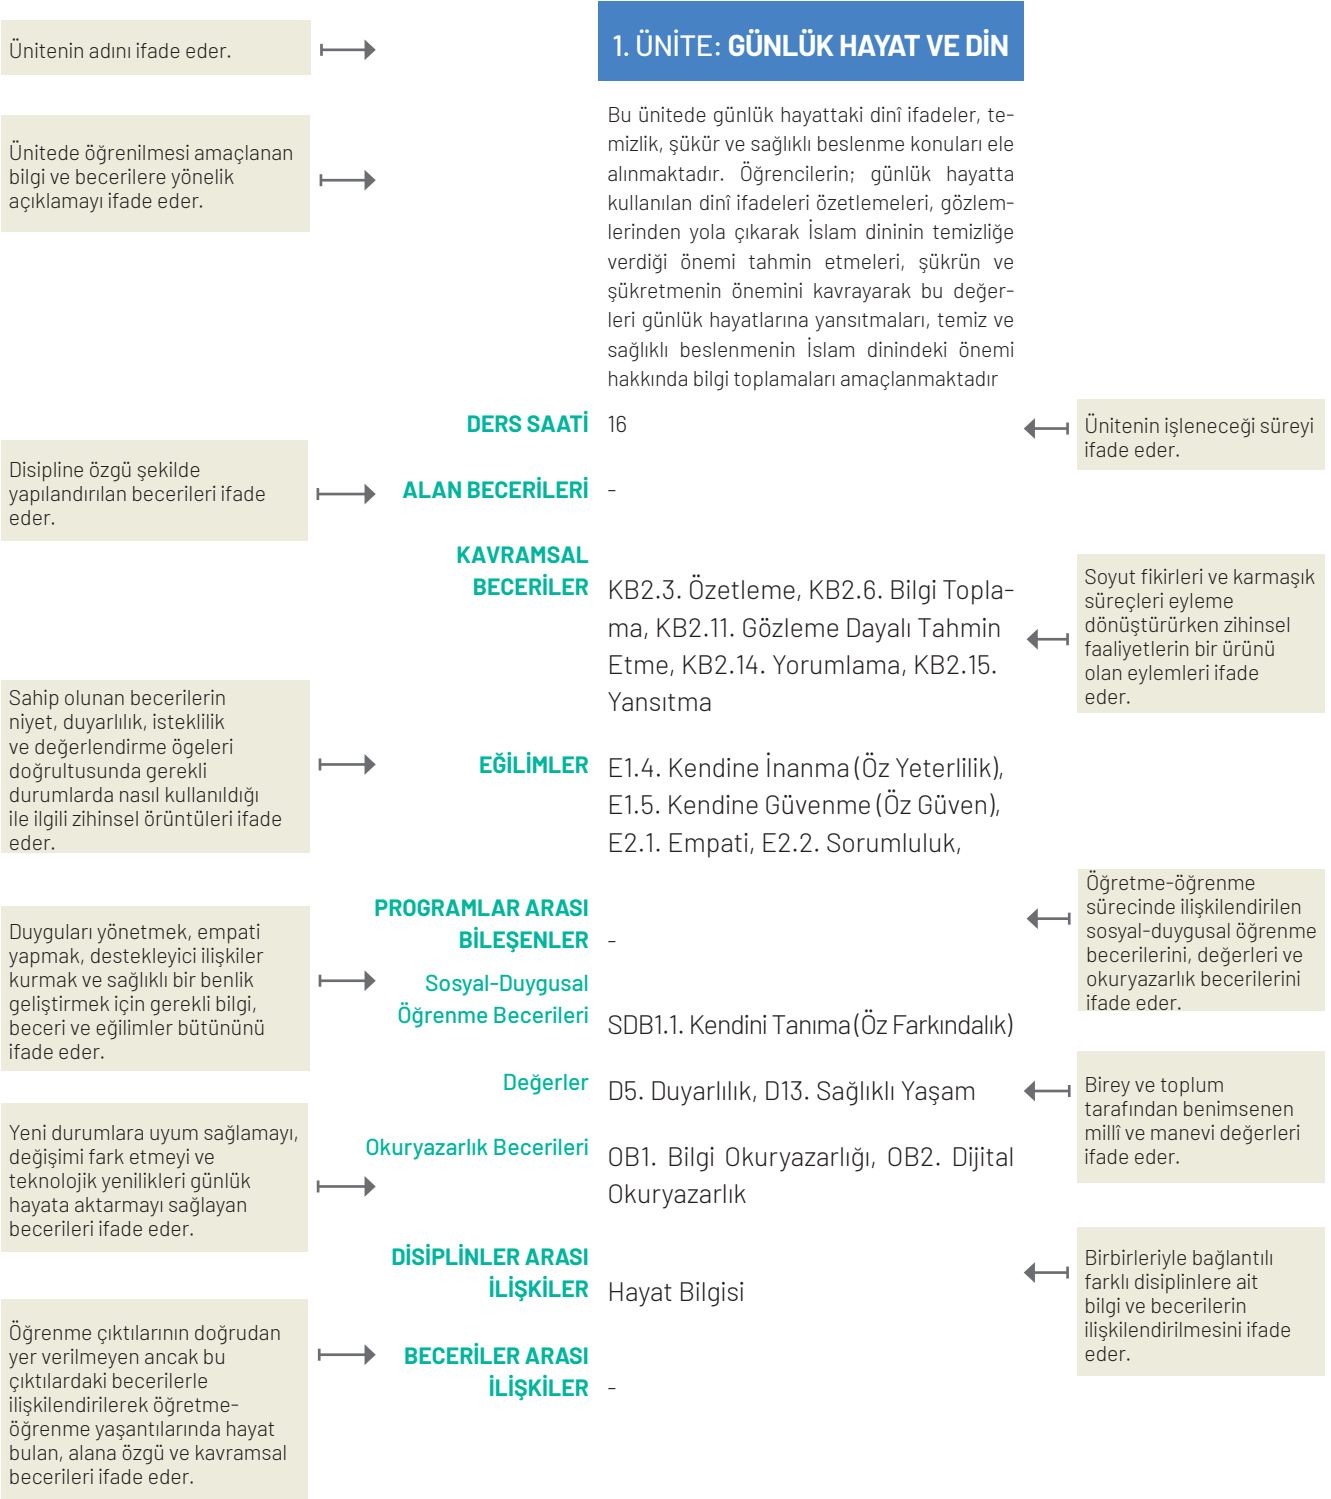 Ünitenin adını ifade eder.
1. ÜNİTE: GÜNLÜK HAYAT VE DİN
Ünitede öğrenilmesi amaçlanan
bilgi ve becerilere yönelik
açıklamayı ifade eder.
Bu ünitede günlük hayattaki dinî ifadeler, te-
mizlik, şükür ve sağlıklı beslenme konuları ele
alınmaktadır. Öğrencilerin; günlük hayatta
kullanılan dinî ifadeleri özetlemeleri, gözlem-
lerinden yola çıkarak İslam dininin temizliğe
verdiği önemi tahmin etmeleri, şükrün ve
şükretmenin önemini kavrayarak bu değer-
leri günlük hayatlarına yansıtmaları, temiz ve
sağlıklı beslenmenin İslam dinindeki önemi
hakkında bilgi toplamaları amaçlanmaktadır
DERS SAATİ 16
Ünitenin işleneceği süreyi
ifade eder.
Disipline özgü şekilde
yapılandırılan becerileri ifade
eder.
ALAN BECERİLERİ -
KAVRAMSAL
BECERİLER
KB2.3. Özetleme, KB2.6. Bilgi Topla-
ma, KB2.11. Gözleme Dayalı Tahmin
Etme, KB2.14. Yorumlama, KB2.15.
Yansıtma
Soyut fikirleri ve karmaşık
süreçleri eyleme
dönüştürürken zihinsel
faaliyetlerin bir ürünü
olan eylemleri ifade
eder.
Sahip olunan becerilerin
niyet, duyarlılık, isteklilik
ve değerlendirme ögeleri
doğrultusunda gerekli
durumlarda nasıl kullanıldığı
ile ilgili zihinsel örüntüleri ifade
eder.
EĞİLİMLER
E1.4. Kendine İnanma (Öz Yeterlilik),
E1.5. Kendine Güvenme (Öz Güven),
E2.1. Empati, E2.2. Sorumluluk,
PROGRAMLAR ARASI
BİLEŞENLER -
Öğretme-öğrenme
sürecinde ilişkilendirilen
sosyal-duygusal öğrenme
becerilerini, değerleri ve
okuryazarlık becerilerini
ifade eder.
Duyguları yönetmek, empati
yapmak, destekleyici ilişkiler
kurmak ve sağlıklı bir benlik
geliştirmek için gerekli bilgi,
beceri ve eğilimler bütününü
ifade eder.
Sosyal-Duygusal
Öğrenme Becerileri
SDB1.1. Kendini Tanıma (Öz Farkındalık)
Değerler
D5. Duyarlılık, D13. Sağlıklı Yaşam
Birey ve toplum
tarafından benimsenen
millî ve manevi değerleri
ifade eder.
Yeni durumlara uyum sağlamayı,
değişimi fark etmeyi ve
teknolojik yenilikleri günlük
hayata aktarmayı sağlayan
becerileri ifade eder.
Okuryazarlık Becerileri
OB1. Bilgi Okuryazarlığı, OB2. Dijital
Okuryazarlık
DİSİPLİNLER ARASI
İLİŞKİLER
Hayat Bilgisi
Birbirleriyle bağlantılı
farklı disiplinlere ait
bilgi ve becerilerin
ilişkilendirilmesini ifade
eder.
Öğrenme çıktılarının doğrudan
yer verilmeyen ancak bu
çıktılardaki becerilerle
ilişkilendirilerek öğretme-
öğrenme yaşantılarında hayat
bulan, alana özgü ve kavramsal
becerileri ifade eder.
BECERİLER ARASI
İLİŞKİLER -